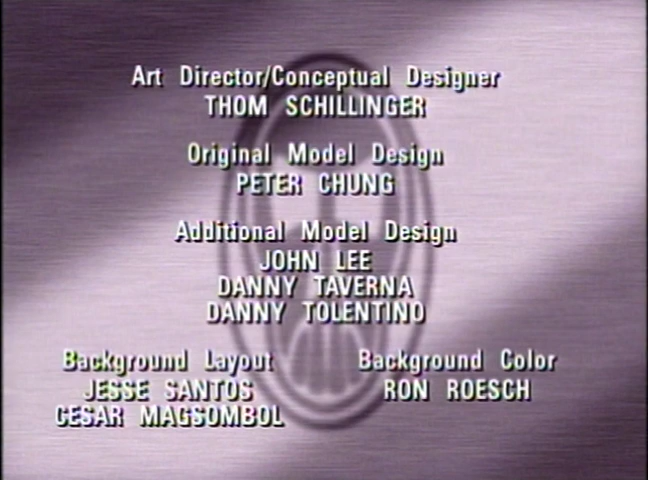 Art Director/Conceptual Designer
THOM SCHILLINGER
Original Model Design
PETER CHUNG
Additional Model Design
JOHN LEE
DANNY TAVERNA
DANNY TOLENTINO
Background Layout
JESSE SANTOS
CESAR MAGSOMBOL
Background Color
RON ROESCH